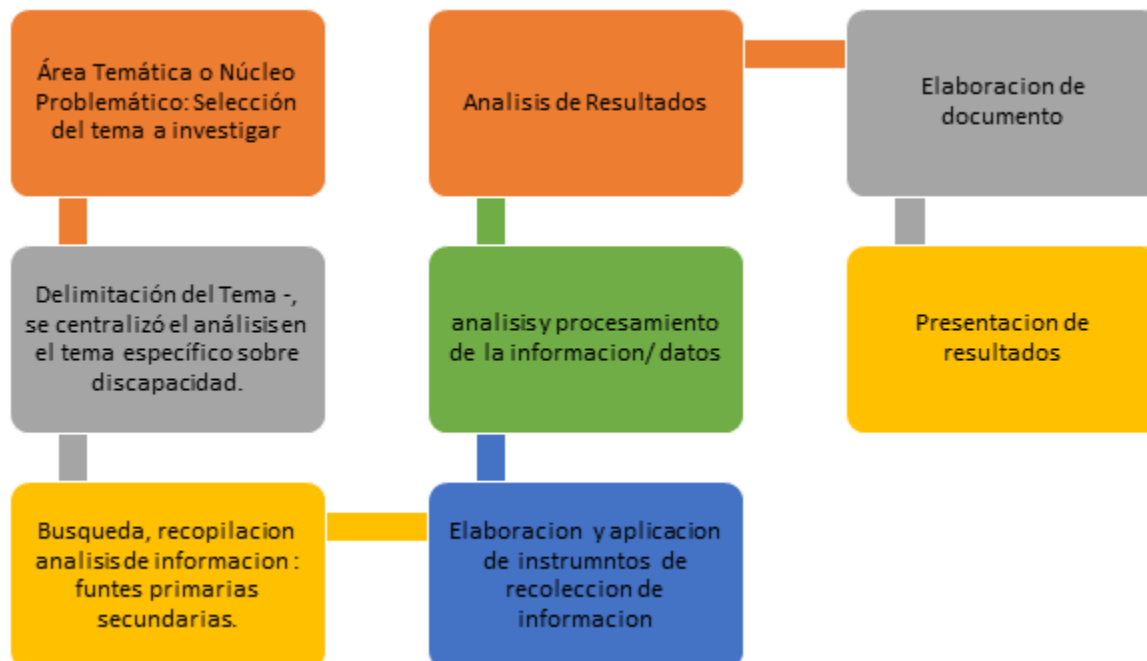 Área Temática o Núcleo
Problemático: Selección
del tema a investigar
Delimitación del Tema -,
se centralizó el análisis en
el tema específico sobre
discapacidad.
Busqueda, recopilacion
analisis de informacion :
funtes primarias
secundarias.
Elaboracion y aplicacion
de instrumntos de
recoleccion de
informacion
analisis y procesamiento
de la informacion/ datos
Analisis de Resultados
Elaboracion de
documento
Presentacion de
resultados